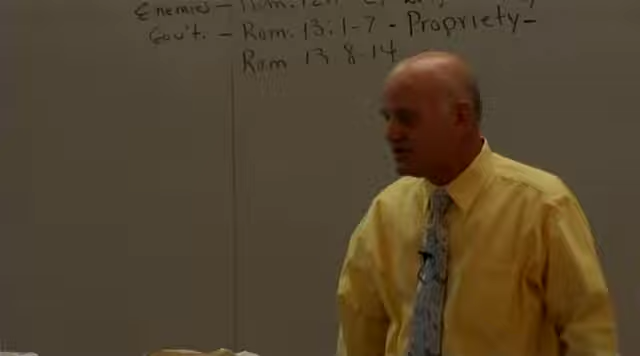 Enemies -
Gov't. - Rom. 13:1-7 - Propriety -
Rom 13 8-14